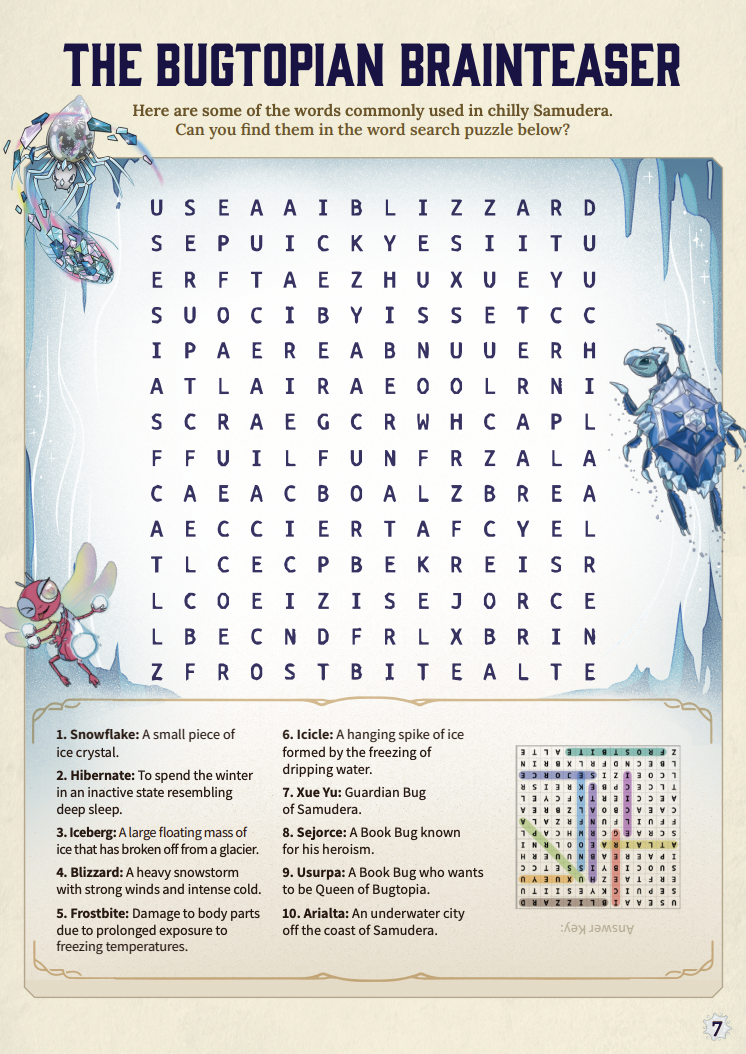 THE BUGTOPIAN BRAINTEASER
Here are some of the words commonly used in chilly Samudera.
Can you find them in the word search puzzle below?
U S E A A I B L I Z Z A R D
S E P U I C K Y E S I I T U
E R F T A E Z H U X U E Y U
S U O C I B Y I S S E T C C
I P A E R E A B N U U E R H
A T L A I R A E O O L R N I
S C R A E G C R W H C A P L
F F U I L F U N F R Z A L A
C A E A C B O A L Z B R E A
A E C C I E R T A F C Y E L
T L C E C P B E K R E I S R
L C O E I Z I S E J O R C E
L B E C N D F R L X B R I N
Z F R O S T B I T E A L T E
1. Snowflake: A small piece of
ice crystal.
2. Hibernate: To spend the winter
in an inactive state resembling
deep sleep.
3. Iceberg: A large floating mass of
ice that has broken off from a glacier.
4. Blizzard: A heavy snowstorm
with strong winds and intense cold.
5. Frostbite: Damage to body parts
due to prolonged exposure to
freezing temperatures.
6. Icicle: A hanging spike of ice
formed by the freezing of
dripping water.
7. Xue Yu: Guardian Bug
of Samudera.
8. Sejorce: A Book Bug known
for his heroism.
9. Usurpa: A Book Bug who wants
to be Queen of Bugtopia.
10. Arialta: An underwater city
off the coast of Samudera.
Answer Key:
7